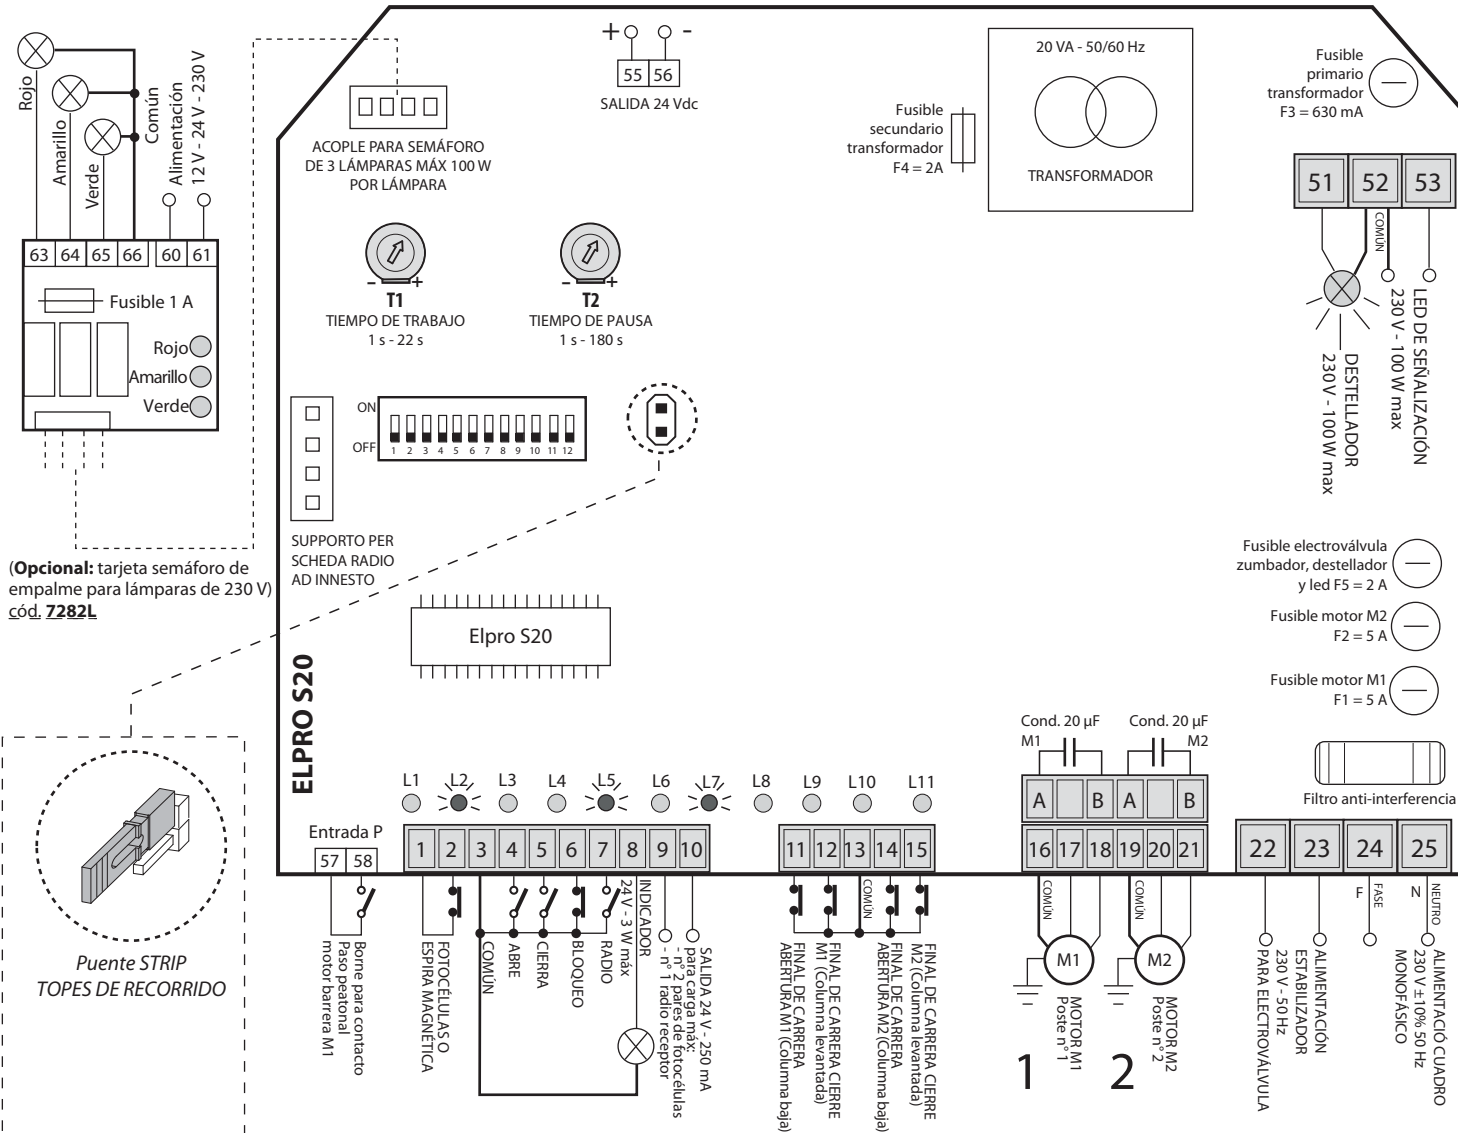 Rojo
Amarillo
Verde
Común
Alimentación
12 V - 24 V - 230 V
63 64 65 66 60 61
Fusible 1 A
Rojo
Amarillo
Verde
(Opcional: tarjeta semáforo de
empalme para lámparas de 230 V)
cód. 7282L
Puente STRIP
TOPES DE RECORRIDO
ACOPLE PARA SEMÁFORO
DE 3 LÁMPARAS MÁX 100 W
POR LÁMPARA
+ -
55 56
SALIDA 24 Vdc
20 VA - 50/60 Hz
TRANSFORMADOR
Fusible
secundario
transformador
F4 = 2A
Fusible
primario
transformador
F3 = 630 mA
51 52 53
COMÚN
DESTELLADOR
230 V - 100 W max
230 V - 100 W max
LED DE SEÑALIZACIÓN
- +
T1
TIEMPO DE TRABAJO
1 s - 22 s
- +
T2
TIEMPO DE PAUSA
1 s - 180 s
ON
OFF
1 2 3 4 5 6 7 8 9 10 11 12
SUPPORTO PER
SCHEDA RADIO
AD INNESTO
Elpro S20
ELPRO S20
Fusible electroválvula
zumbador, destellador
y led F5 = 2 A
Fusible motor M2
F2 = 5 A
Fusible motor M1
F1 = 5 A
Filtro anti-interferencia
Cond. 20 µF
M1
Cond. 20 µF
M2
A B A B
L1 L2 L3 L4 L5 L6 L7 L8 L9 L10 L11
Entrada P
57 58
1 2 3 4 5 6 7 8 9 10
11 12 13 14 15
16 17 18 19 20 21
22 23 24 25
Borne para contacto
Paso peatonal
motor barrera M1
FOTOCÉLULAS O
ESPIRA MAGNÉTICA
COMÚN
ABRE
CIERRA
BLOQUEO
RADIO
INDICADOR
24 V - 3 W máx
SALIDA 24 V - 250 mA
para carga máx:
- n° 2 pares de fotocélulas
- n° 1 radio receptor
FINAL DE CARRERA
ABERTURA M1 (Columna baja)
FINAL DE CARRERA CIERRE
M1 (Columna levantada)
COMÚN
FINAL DE CARRERA
ABERTURA M2 (Columna baja)
FINAL DE CARRERA CIERRE
M2 (Columna levantada)
COMÚN
M1
MOTOR M1
Poste n° 1
1
COMÚN
M2
MOTOR M2
Poste n° 2
2
PARA ELECTROVÁLVULA
ALIMENTACIÓN
ESTABILIZADOR
230 V - 50 Hz
F FASE
N NEUTRO
ALIMENTACIÓ CUADRO
230 V ±10% 50 Hz
MONOFÁSICO